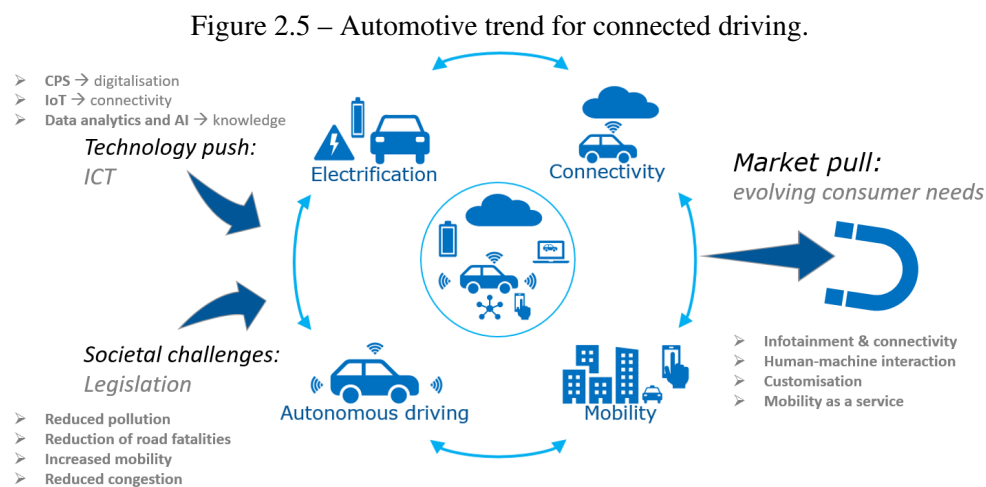 Figure 2.5 – Automotive trend for connected driving.
➢ CPS → digitalisation
➢ IoT → connectivity
➢ Data analytics and AI → knowledge
Technology push:
ICT
Electrification
Connectivity
Market pull:
evolving consumer needs
Societal challenges:
Legislation
Autonomous driving
Mobility
➢ Reduced pollution
➢ Reduction of road fatalities
➢ Increased mobility
➢ Reduced congestion
➢ Infotainment & connectivity
➢ Human-machine interaction
➢ Customisation
➢ Mobility as a service